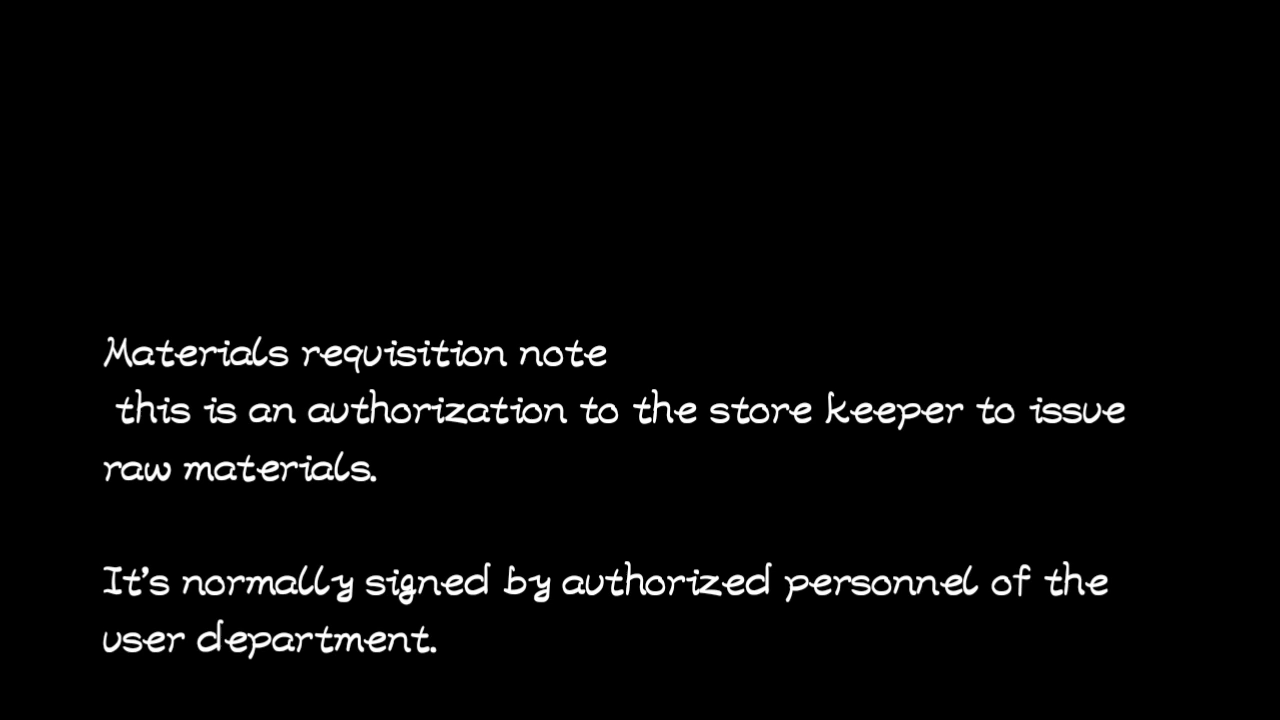 Materials requisition note
this is an authorization to the store keeper to issue
raw materials.
It's normally signed by authorized personnel of the
user department.